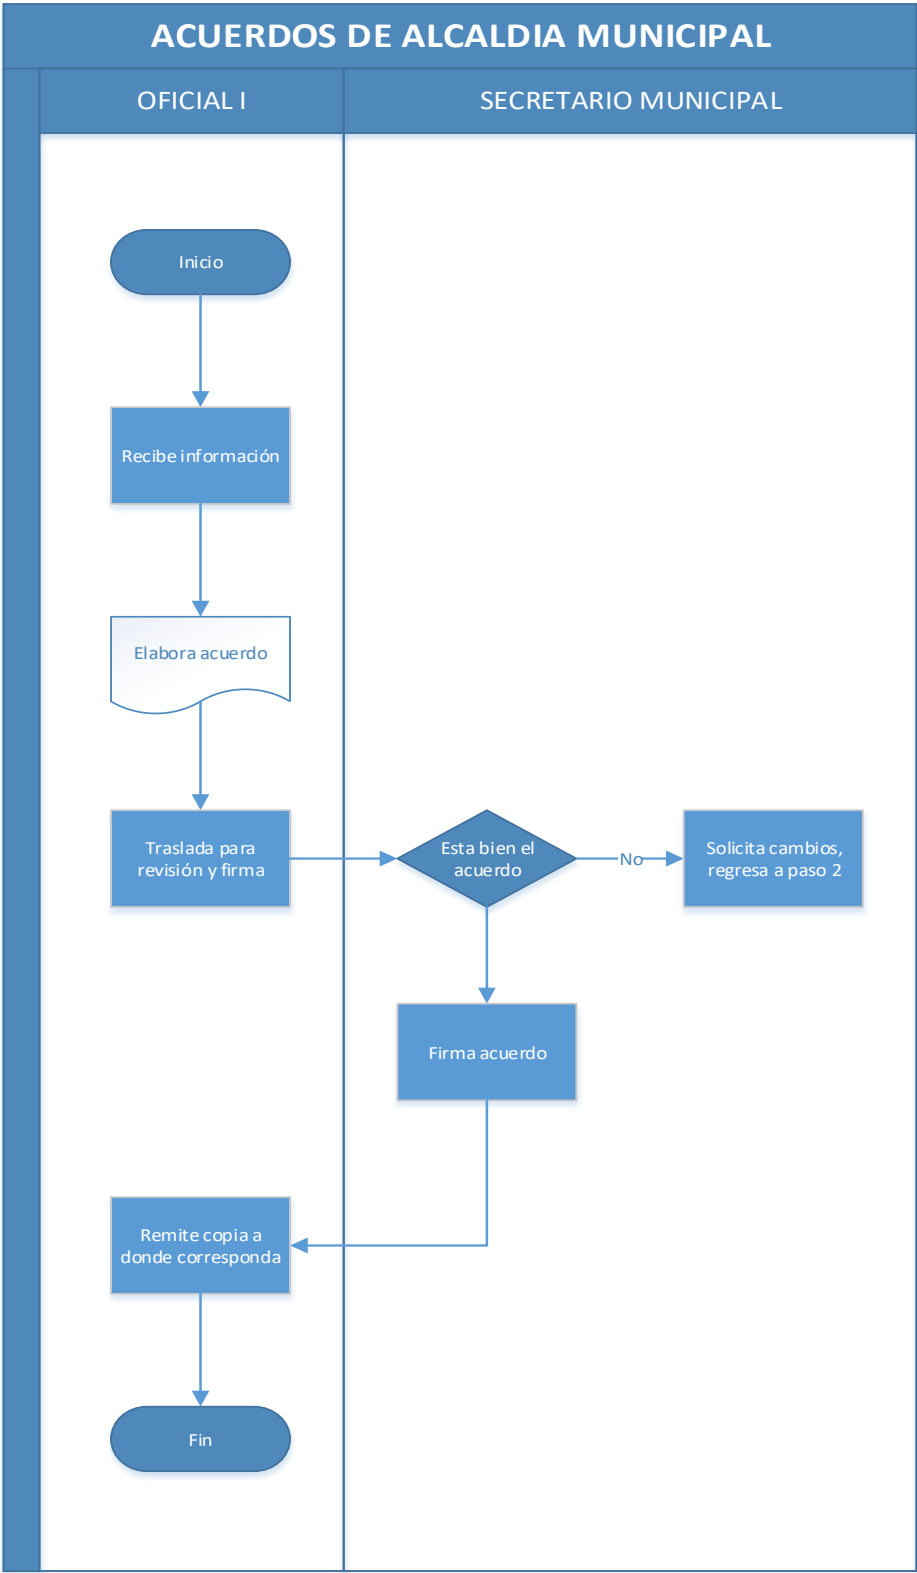 ACUERDOS DE ALCALDIA MUNICIPAL
OFICIAL I
SECRETARIO MUNICIPAL
Inicio
Recibe información
Elabora acuerdo
Traslada para
revisión y firma
Esta bien el
acuerdo
No
Solicita cambios,
regresa a paso 2
Firma acuerdo
Remite copia a
donde corresponda
Fin